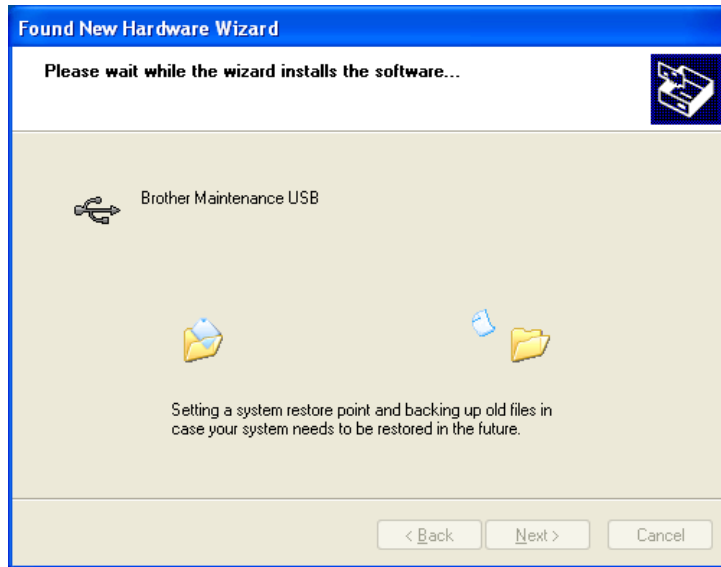 Found New Hardware Wizard
Please wait while the wizard installs the software...
Brother Maintenance USB
Setting a system restore point and backing up old files in
case your system needs to be restored in the future.
< Back
Next >
Cancel